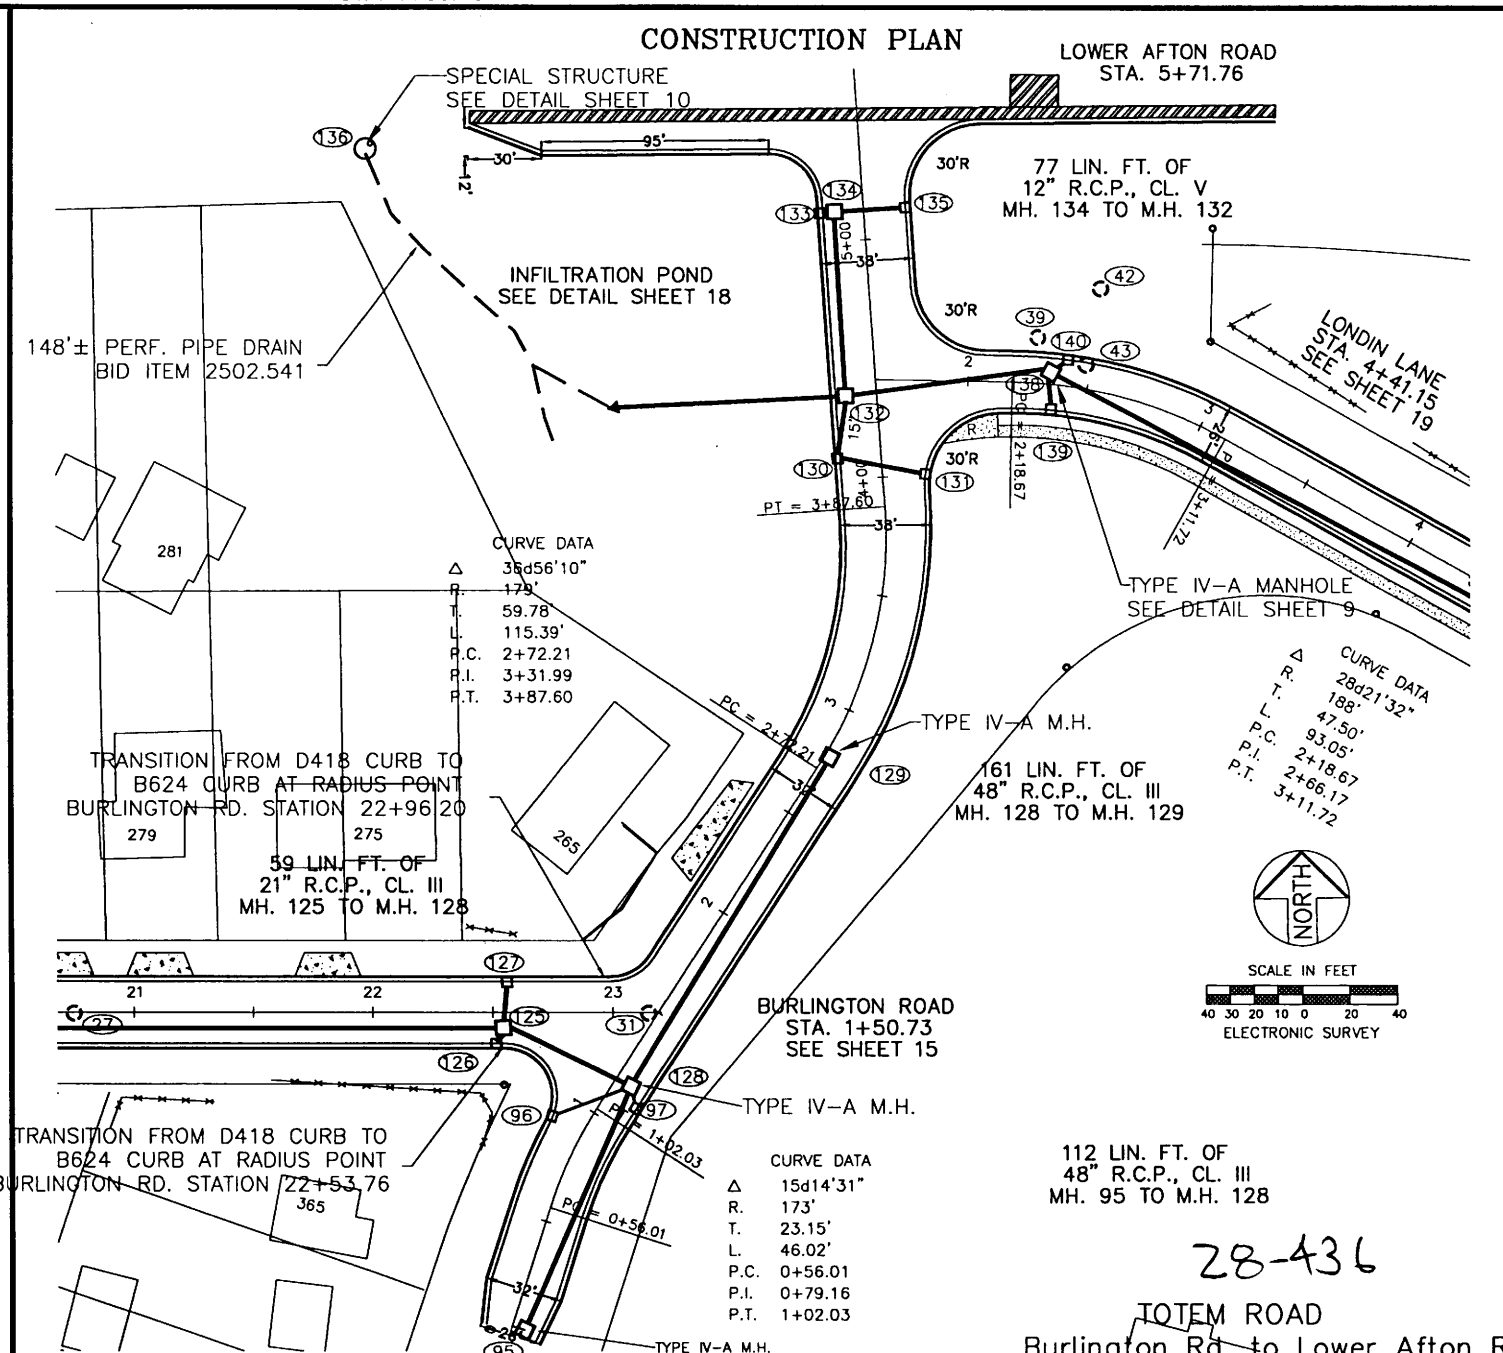 CONSTRUCTION PLAN
LOWER AFTON ROAD
STA. 5+71.76
SPECIAL STRUCTURE
SEE DETAIL SHEET 10
136
95'
30'
12'
30'R
77 LIN. FT. OF
12" R.C.P., CL. V
MH. 134 TO M.H. 132
134
133
135
5+00
38'
INFILTRATION POND
SEE DETAIL SHEET 18
42
30'R
39
140
43
LONDIN LANE
STA. 4+41.15
SEE SHEET 19
148'± PERF. PIPE DRAIN
BID ITEM 2502.541
2
138
132
15'
3
26'
R
139
30'R
130
131
4+00
PC = 2+18.67
PT = 3+87.60
38'
P = 3+11.72
4
281
CURVE DATA
Δ 36d56'10"
R. 179'
T. 59.78'
L. 115.39'
P.C. 2+72.21
P.I. 3+31.99
P.T. 3+87.60
TYPE IV-A MANHOLE
SEE DETAIL SHEET 9
CURVE DATA
Δ 28d21'32"
R. 188'
T. 47.50'
L. 93.05'
P.C. 2+18.67
P.I. 2+66.17
P.T. 3+11.72
3
PC = 2+72.21
TYPE IV-A M.H.
129
TRANSITION FROM D418 CURB TO
B624 CURB AT RADIUS POINT
BURLINGTON RD. STATION 22+96.20
279
275
265
161 LIN. FT. OF
48" R.C.P., CL. III
MH. 128 TO M.H. 129
59 LIN. FT. OF
21" R.C.P., CL. III
MH. 125 TO M.H. 128
2
NORTH
SCALE IN FEET
40 30 20 10 0 20 40
ELECTRONIC SURVEY
127
21
22
23
27
125
31
BURLINGTON ROAD
STA. 1+50.73
SEE SHEET 15
126
128
96
1
97
TYPE IV-A M.H.
P = 1+02.03
TRANSITION FROM D418 CURB TO
B624 CURB AT RADIUS POINT
BURLINGTON RD. STATION 22+53.76
365
PC = 0+56.01
CURVE DATA
Δ 15d14'31"
R. 173'
T. 23.15'
L. 46.02'
P.C. 0+56.01
P.I. 0+79.16
P.T. 1+02.03
112 LIN. FT. OF
48" R.C.P., CL. III
MH. 95 TO M.H. 128
28-436
32'
95
TYPE IV-A M.H.
TOTEM ROAD
Burlington Rd to Lower Afton R